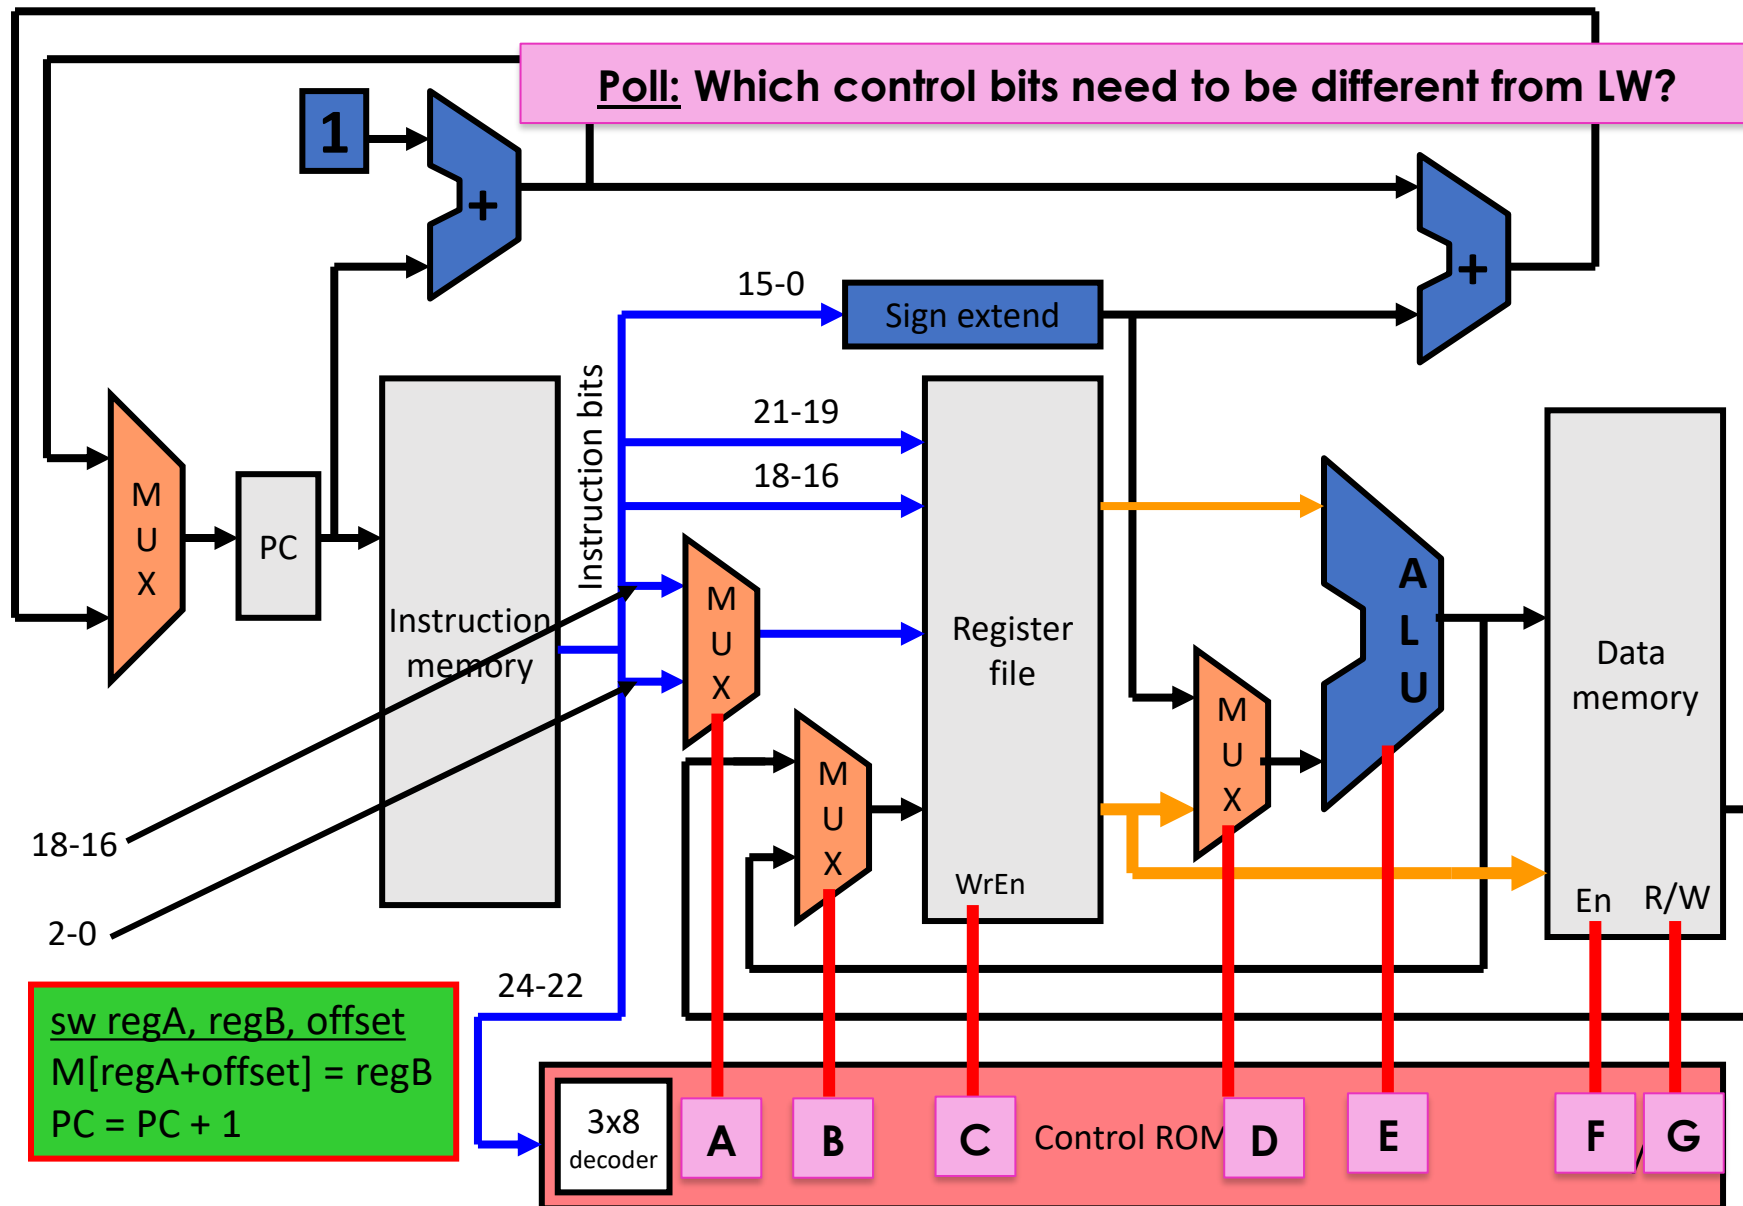 Poll: Which control bits need to be different from LW?
1
+
+
15-0
Sign extend
Instruction bits
21-19
18-16
M
U
X
PC
Instruction
memory
M
U
X
Register
file
WrEn
M
U
X
M
U
X
A
L
U
Data
memory
En
R/W
18-16
2-0
24-22
sw regA, regB, offset
M[regA+offset] = regB
PC = PC + 1
3x8
decoder
Control ROM
A
B
C
D
E
F
G